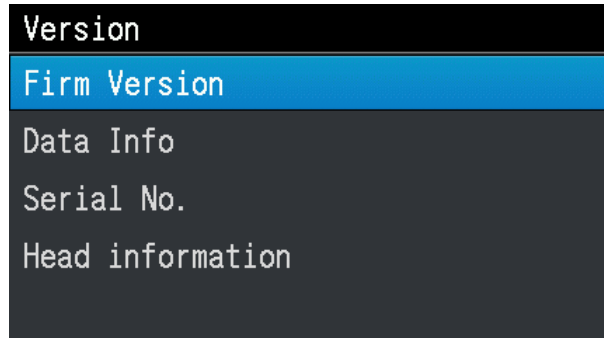 Version
Firm Version
Data Info
Serial No.
Head information